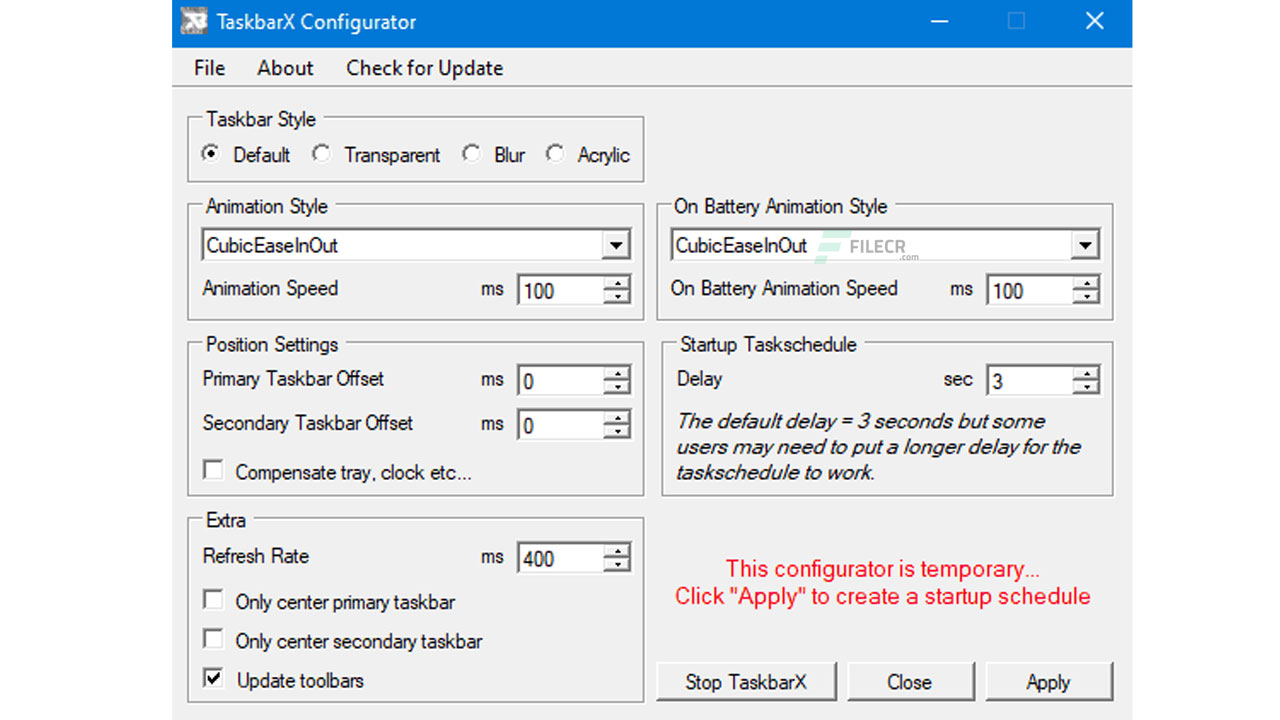 TaskbarX Configurator
File About Check for Update
Taskbar Style
Default Transparent Blur Acrylic
Animation Style
CubicEaseInOut
Animation Speed ms 100
On Battery Animation Style
CubicEaseInOut
FILECR
.com
On Battery Animation Speed ms 100
Position Settings
Primary Taskbar Offset ms 0
Secondary Taskbar Offset ms 0
Compensate tray, clock etc...
Startup Taskschedule
Delay sec 3
The default delay = 3 seconds but some
users may need to put a longer delay for the
taskschedule to work.
Extra
Refresh Rate ms 400
Only center primary taskbar
Only center secondary taskbar
Update toolbars
This configurator is temporary...
Click "Apply" to create a startup schedule
Stop TaskbarX Close Apply